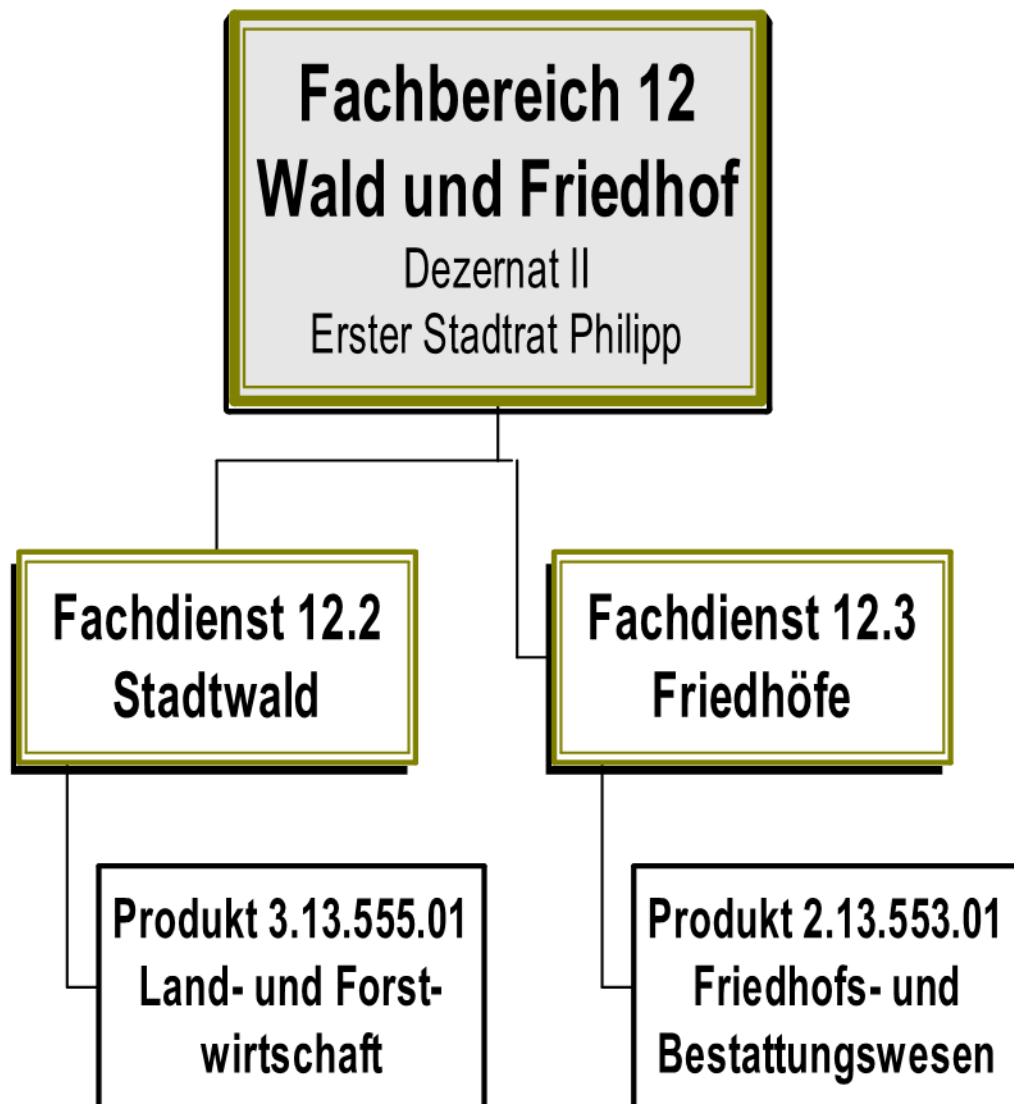 Fachbereich 12
Wald und Friedhof
Dezernat II
Erster Stadtrat Philipp
Fachdienst 12.2
Stadtwald
Fachdienst 12.3
Friedhöfe
Produkt 3.13.555.01
Land- und Forst-
wirtschaft
Produkt 2.13.553.01
Friedhofs- und
Bestattungswesen